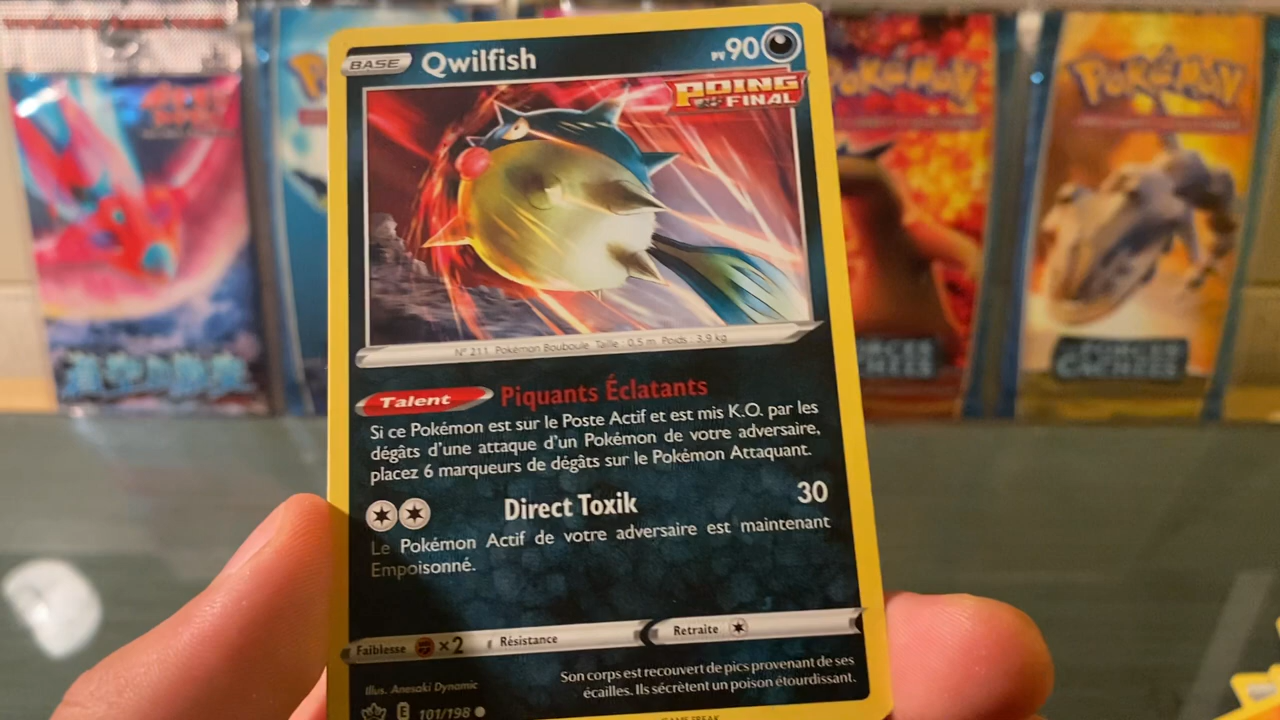 BASE Qwilfish PV 90
POING
FINAL
N° 211 Pokémon Bouboule Taille : 0.5 m Poids : 3,9 kg
Talent Piquants Éclatants
Si ce Pokémon est sur le Poste Actif et est mis K.O. par les
dégâts d'une attaque d'un Pokémon de votre adversaire,
placez 6 marqueurs de dégâts sur le Pokémon Attaquant.
Direct Toxik 30
Le Pokémon Actif de votre adversaire est maintenant
Empoisonné.
Faiblesse ×2 Résistance Retraite
Son corps est recouvert de pics provenant de ses
écailles. Ils sécrètent un poison étourdissant.
Illus. Anesaki Dynamic
E 101/198
GAME FREAK
POKÉMON
POKÉMON
FORCES
CACHÉES
FORCES
CACHÉES